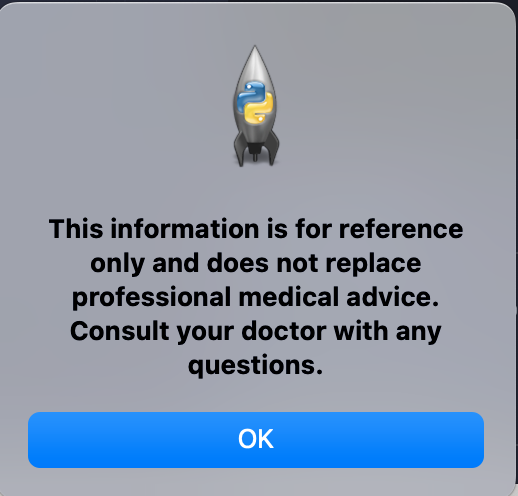 This information is for reference
only and does not replace
professional medical advice.
Consult your doctor with any
questions.
OK